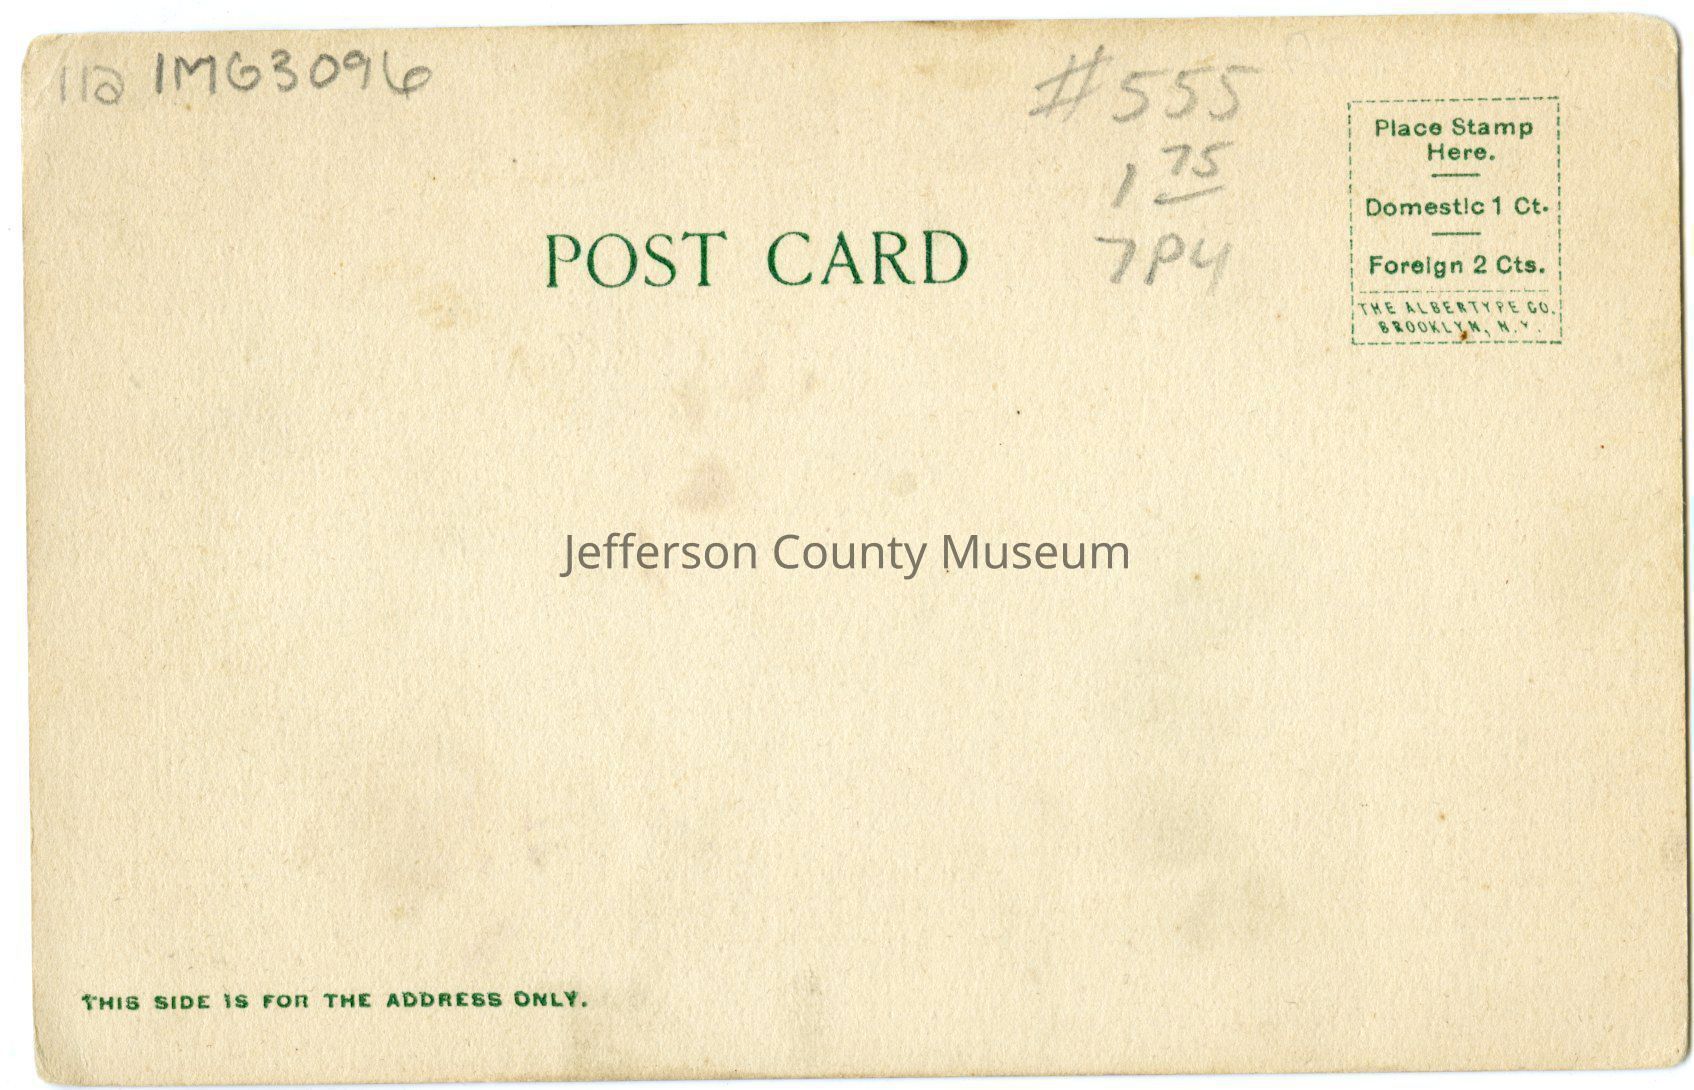 11a IMG3096
#555
1 75
7P4
Place Stamp
Here.
Domestic 1 Ct.
Foreign 2 Cts.
THE ALBERTYPE CO.
BROOKLYN, N.Y.
POST CARD
Jefferson County Museum
THIS SIDE IS FOR THE ADDRESS ONLY.